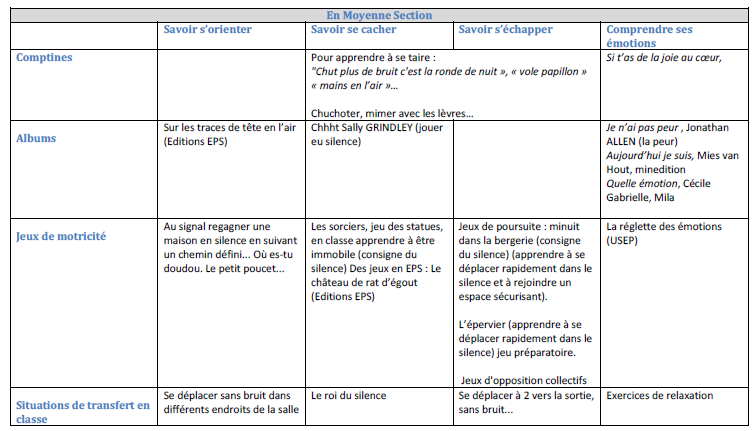 En Moyenne Section
Savoir s'orienter
Savoir se cacher
Savoir s'échapper
Comprendre ses
émotions
Comptines
Pour apprendre à se taire :
"Chut plus de bruit c'est la ronde de nuit », « vole papillon »
« mains en l'air »…
Chuchoter, mimer avec les lèvres…
Si t'as de la joie au cœur,
Albums
Sur les traces de tête en l'air
(Editions EPS)
Chhht Sally GRINDLEY (jouer
eu silence)
Je n'ai pas peur , Jonathan
ALLEN (la peur)
Aujourd'hui je suis, Mies van
Hout, minedition
Quelle émotion, Cécile
Gabrielle, Mila
Jeux de motricité
Au signal regagner une
maison en silence en suivant
un chemin défini... Où es-tu
doudou. Le petit poucet...
Les sorciers, jeu des statues,
en classe apprendre à être
immobile (consigne du
silence) Des jeux en EPS : Le
château de rat d'égout
(Editions EPS)
Jeux de poursuite : minuit
dans la bergerie (consigne
du silence) (apprendre à se
déplacer rapidement dans le
silence et à rejoindre un
espace sécurisant).
L'épervier (apprendre à se
déplacer rapidement dans le
silence) jeu préparatoire.
Jeux d'opposition collectifs
La réglette des émotions
(USEP)
Situations de transfert en
classe
Se déplacer sans bruit dans
différents endroits de la salle
Le roi du silence
Se déplacer à 2 vers la sortie,
sans bruit...
Exercices de relaxation